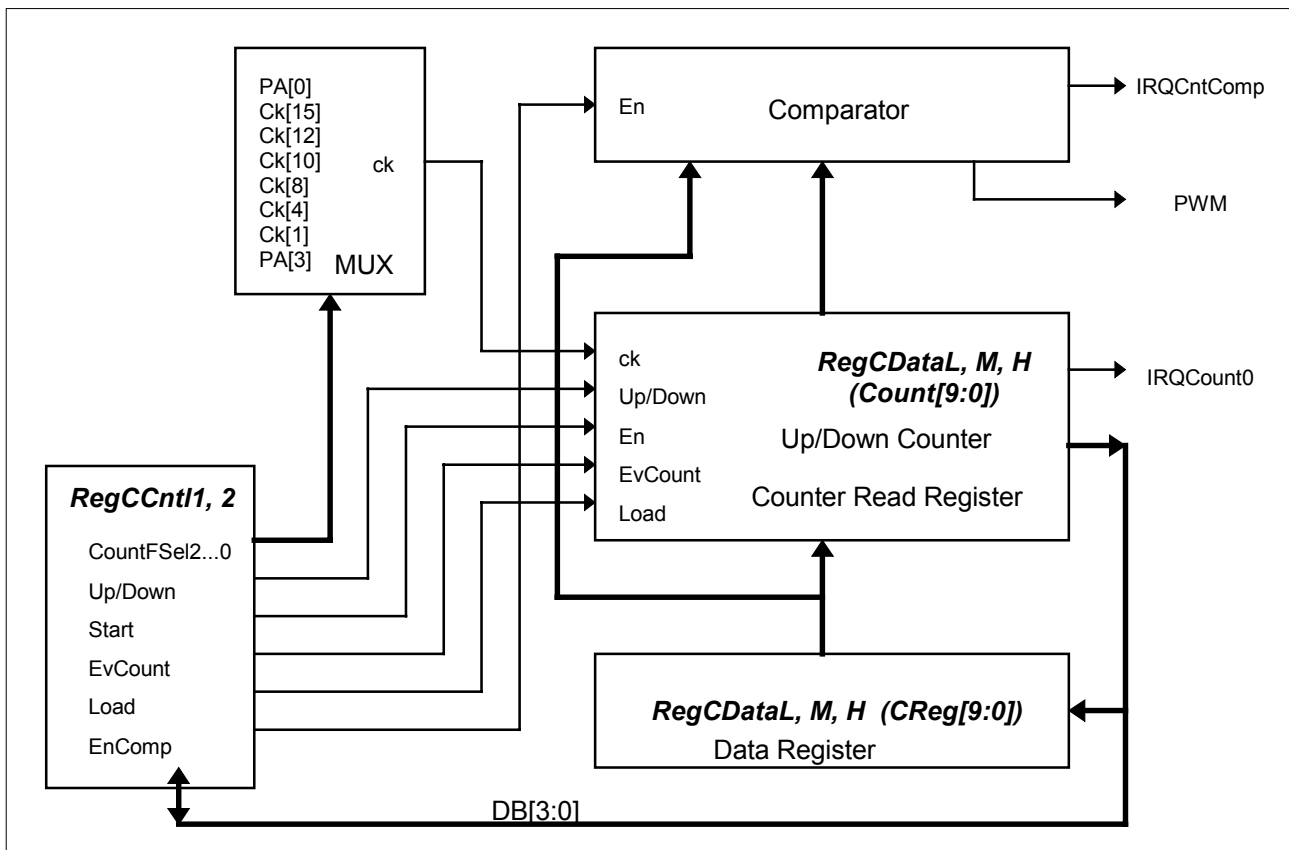 PA[0]
Ck[15]
Ck[12]
Ck[10]
Ck[8]
Ck[4]
Ck[1]
PA[3]
ck
MUX
En
Comparator
IRQCntComp
PWM
ck
Up/Down
En
EvCount
Load
RegCDataL, M, H
(Count[9:0])
Up/Down Counter
Counter Read Register
IRQCount0
RegCCntl1, 2
CountFSel2...0
Up/Down
Start
EvCount
Load
EnComp
RegCDataL, M, H (CReg[9:0])
Data Register
DB[3:0]